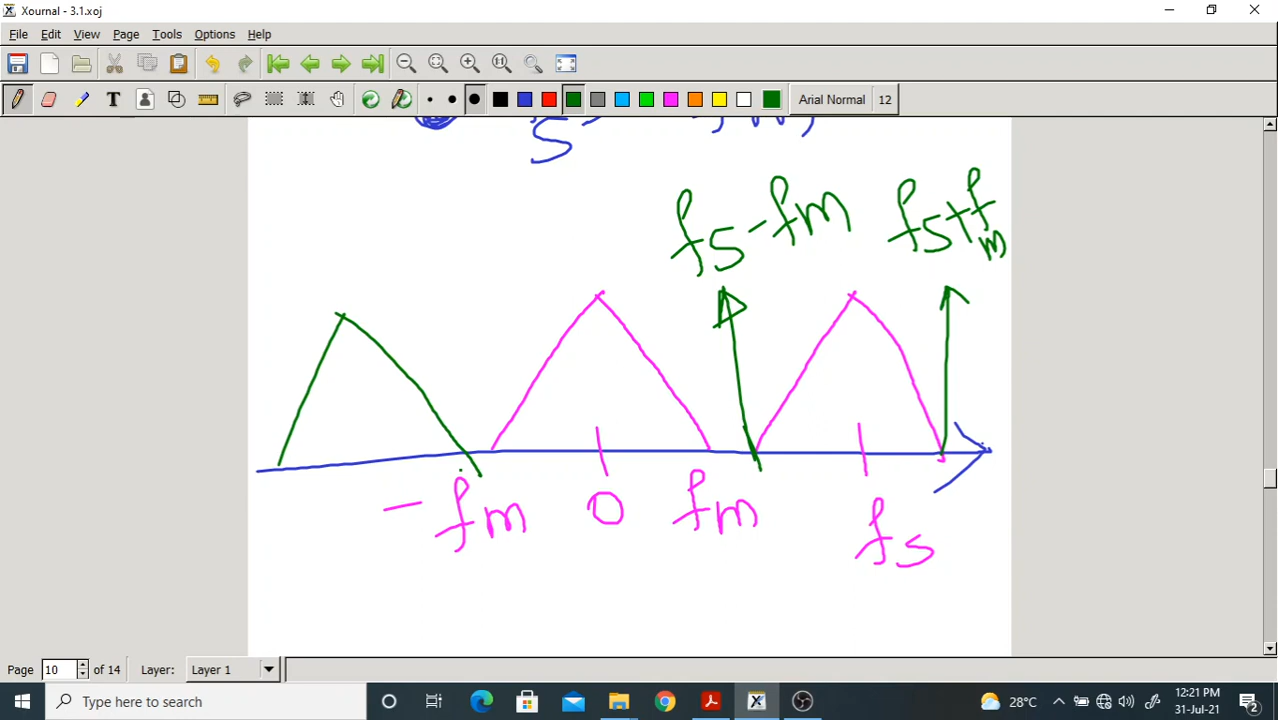 Xournal - 3.1.xoj
File Edit View Page Tools Options Help
T
Arial Normal 12
fs-fm fs+fm
-fm 0 fm fs
Page 10 of 14 Layer: Layer 1
Type here to search
28°C
12:21 PM
31-Jul-21
2